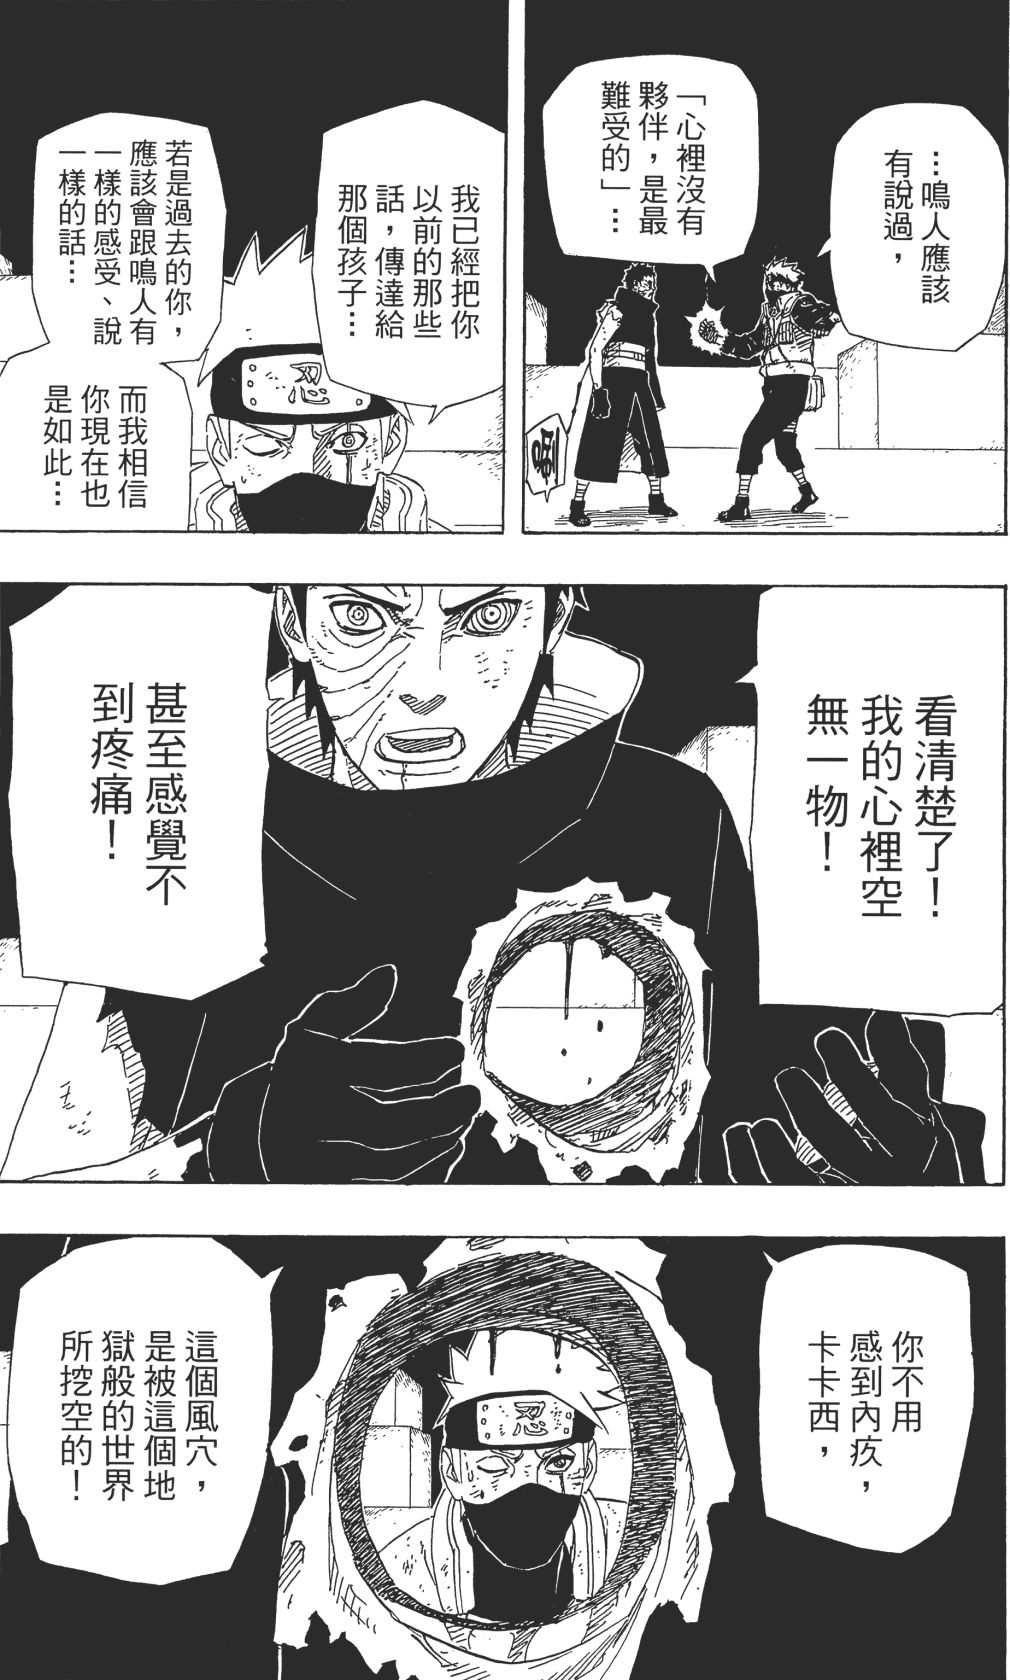 …鳴人應該
有說過，
「心裡沒有
夥伴，是最
難受的」…
我已經把你
以前的那些
話，傳達給
那個孩子…
若是過去的你，
應該會跟鳴人有
一樣的感受、說
一樣的話…
而我相信
你現在也
是如此…
忍
看清楚了！
我的心裡空
無一物！
甚至感覺不
到疼痛！
你不用
感到內疚，
卡卡西，
這個風穴，
是被這個地
獄般的世界
所挖空的！
忍